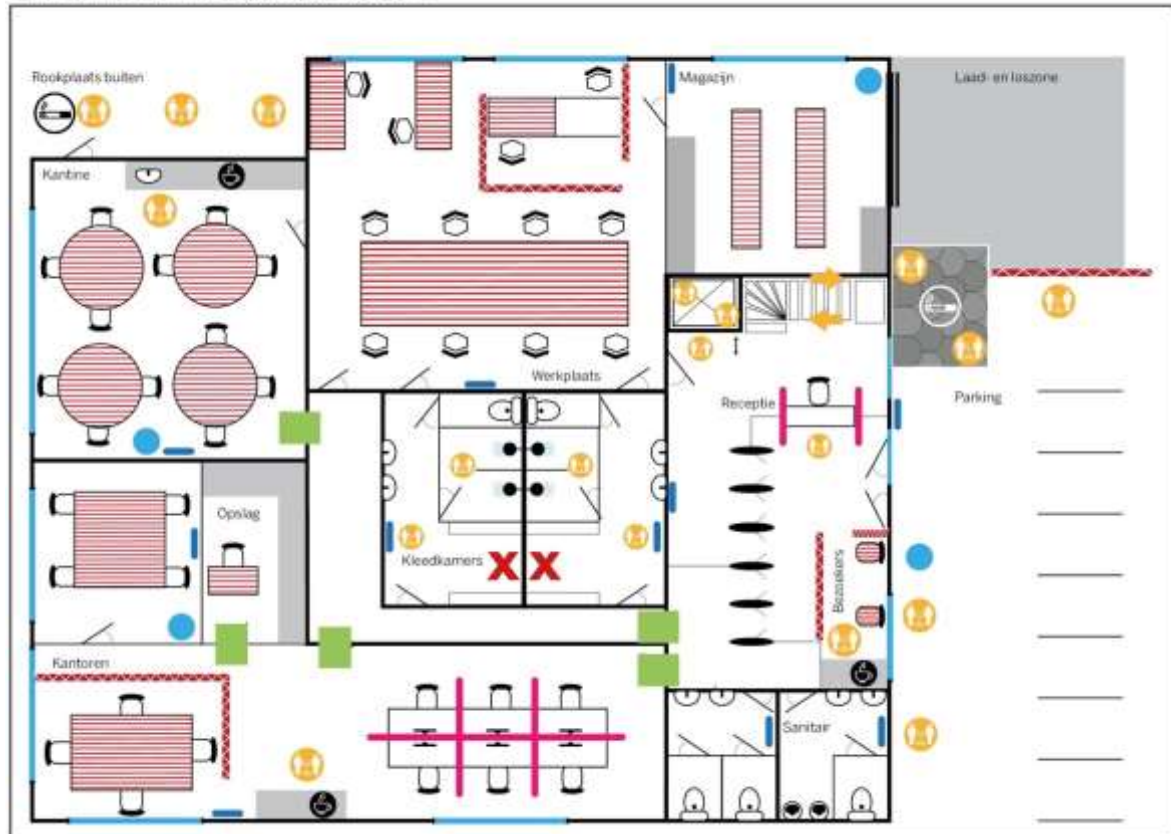 Rookplaats buiten
Magazijn
Laad- en loszone
Kantine
Werkplaats
Receptie
Parking
Opslag
Kleedkamers
Bezoekers
Kantoren
Sanitair